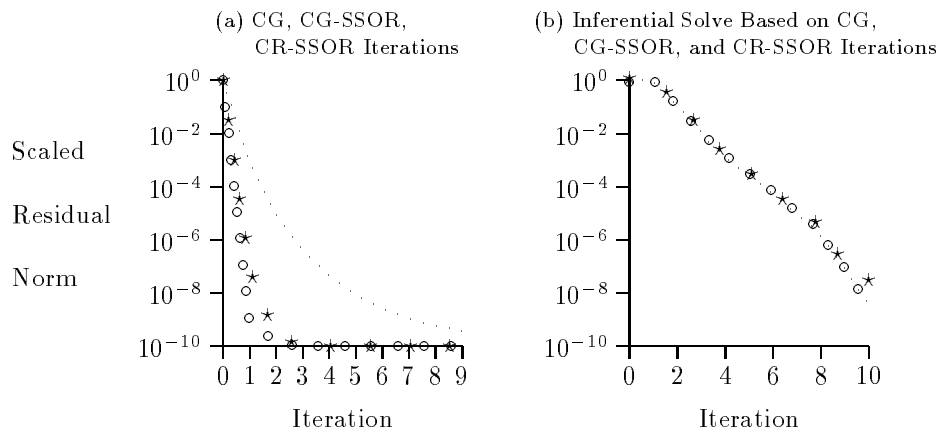 (a) CG, CG-SSOR,
CR-SSOR Iterations
(b) Inferential Solve Based on CG,
CG-SSOR, and CR-SSOR Iterations
Scaled
Residual
Norm
10^0
10^−2
10^−4
10^−6
10^−8
10^−10
0 1 2 3 4 5 6 7 8 9
Iteration
10^0
10^−2
10^−4
10^−6
10^−8
10^−10
0 2 4 6 8 10
Iteration